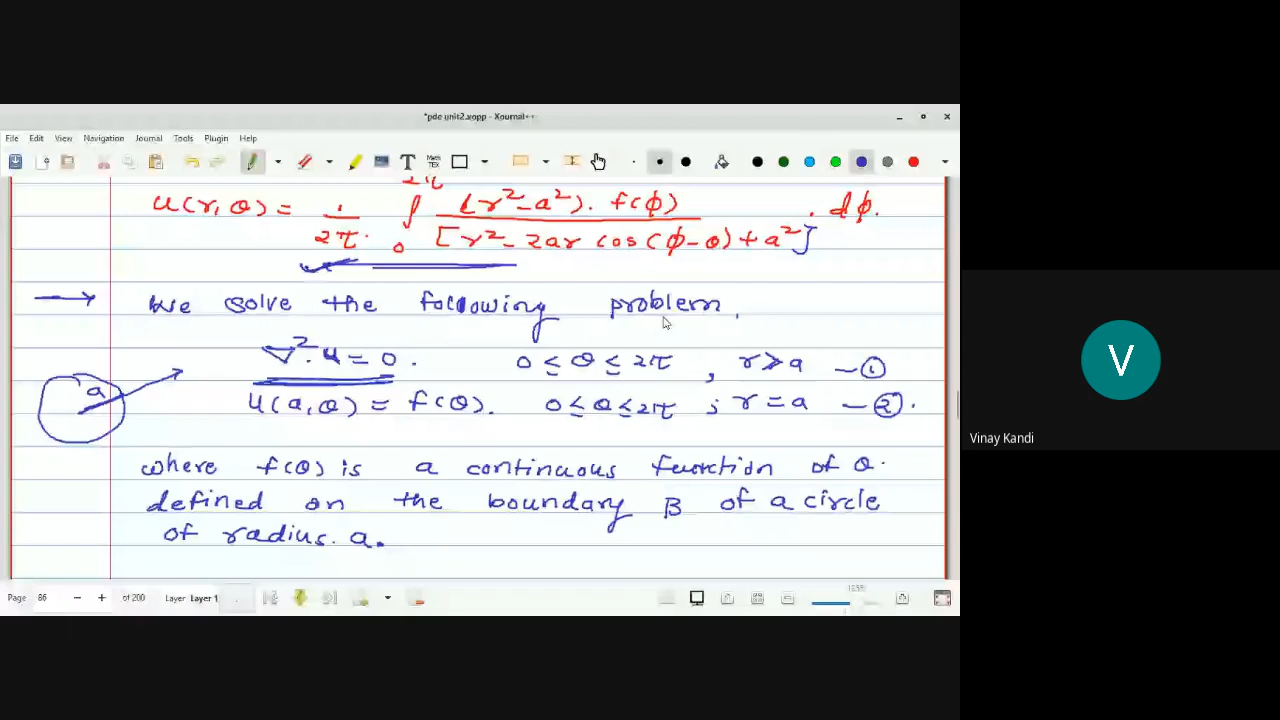 *pde unit2.xopp - Xournal++
File Edit View Navigation Journal Tools Plugin Help
u(r,θ) = 1/2π ∫₀^2π (r²-a²). f(φ) / [r²- 2ar cos(φ-θ)+a²] . dφ.
→ We solve the following problem,
∇².u = 0. 0 ≤ θ ≤ 2π , r > a —①
a
u(a,θ) = f(θ). 0 ≤ θ ≤ 2π ; r = a —②.
where f(θ) is a continuous function of θ.
defined on the boundary B of a circle
of radius. a.
Page 86 of 200 Layer Layer 1
V
Vinay Kandi